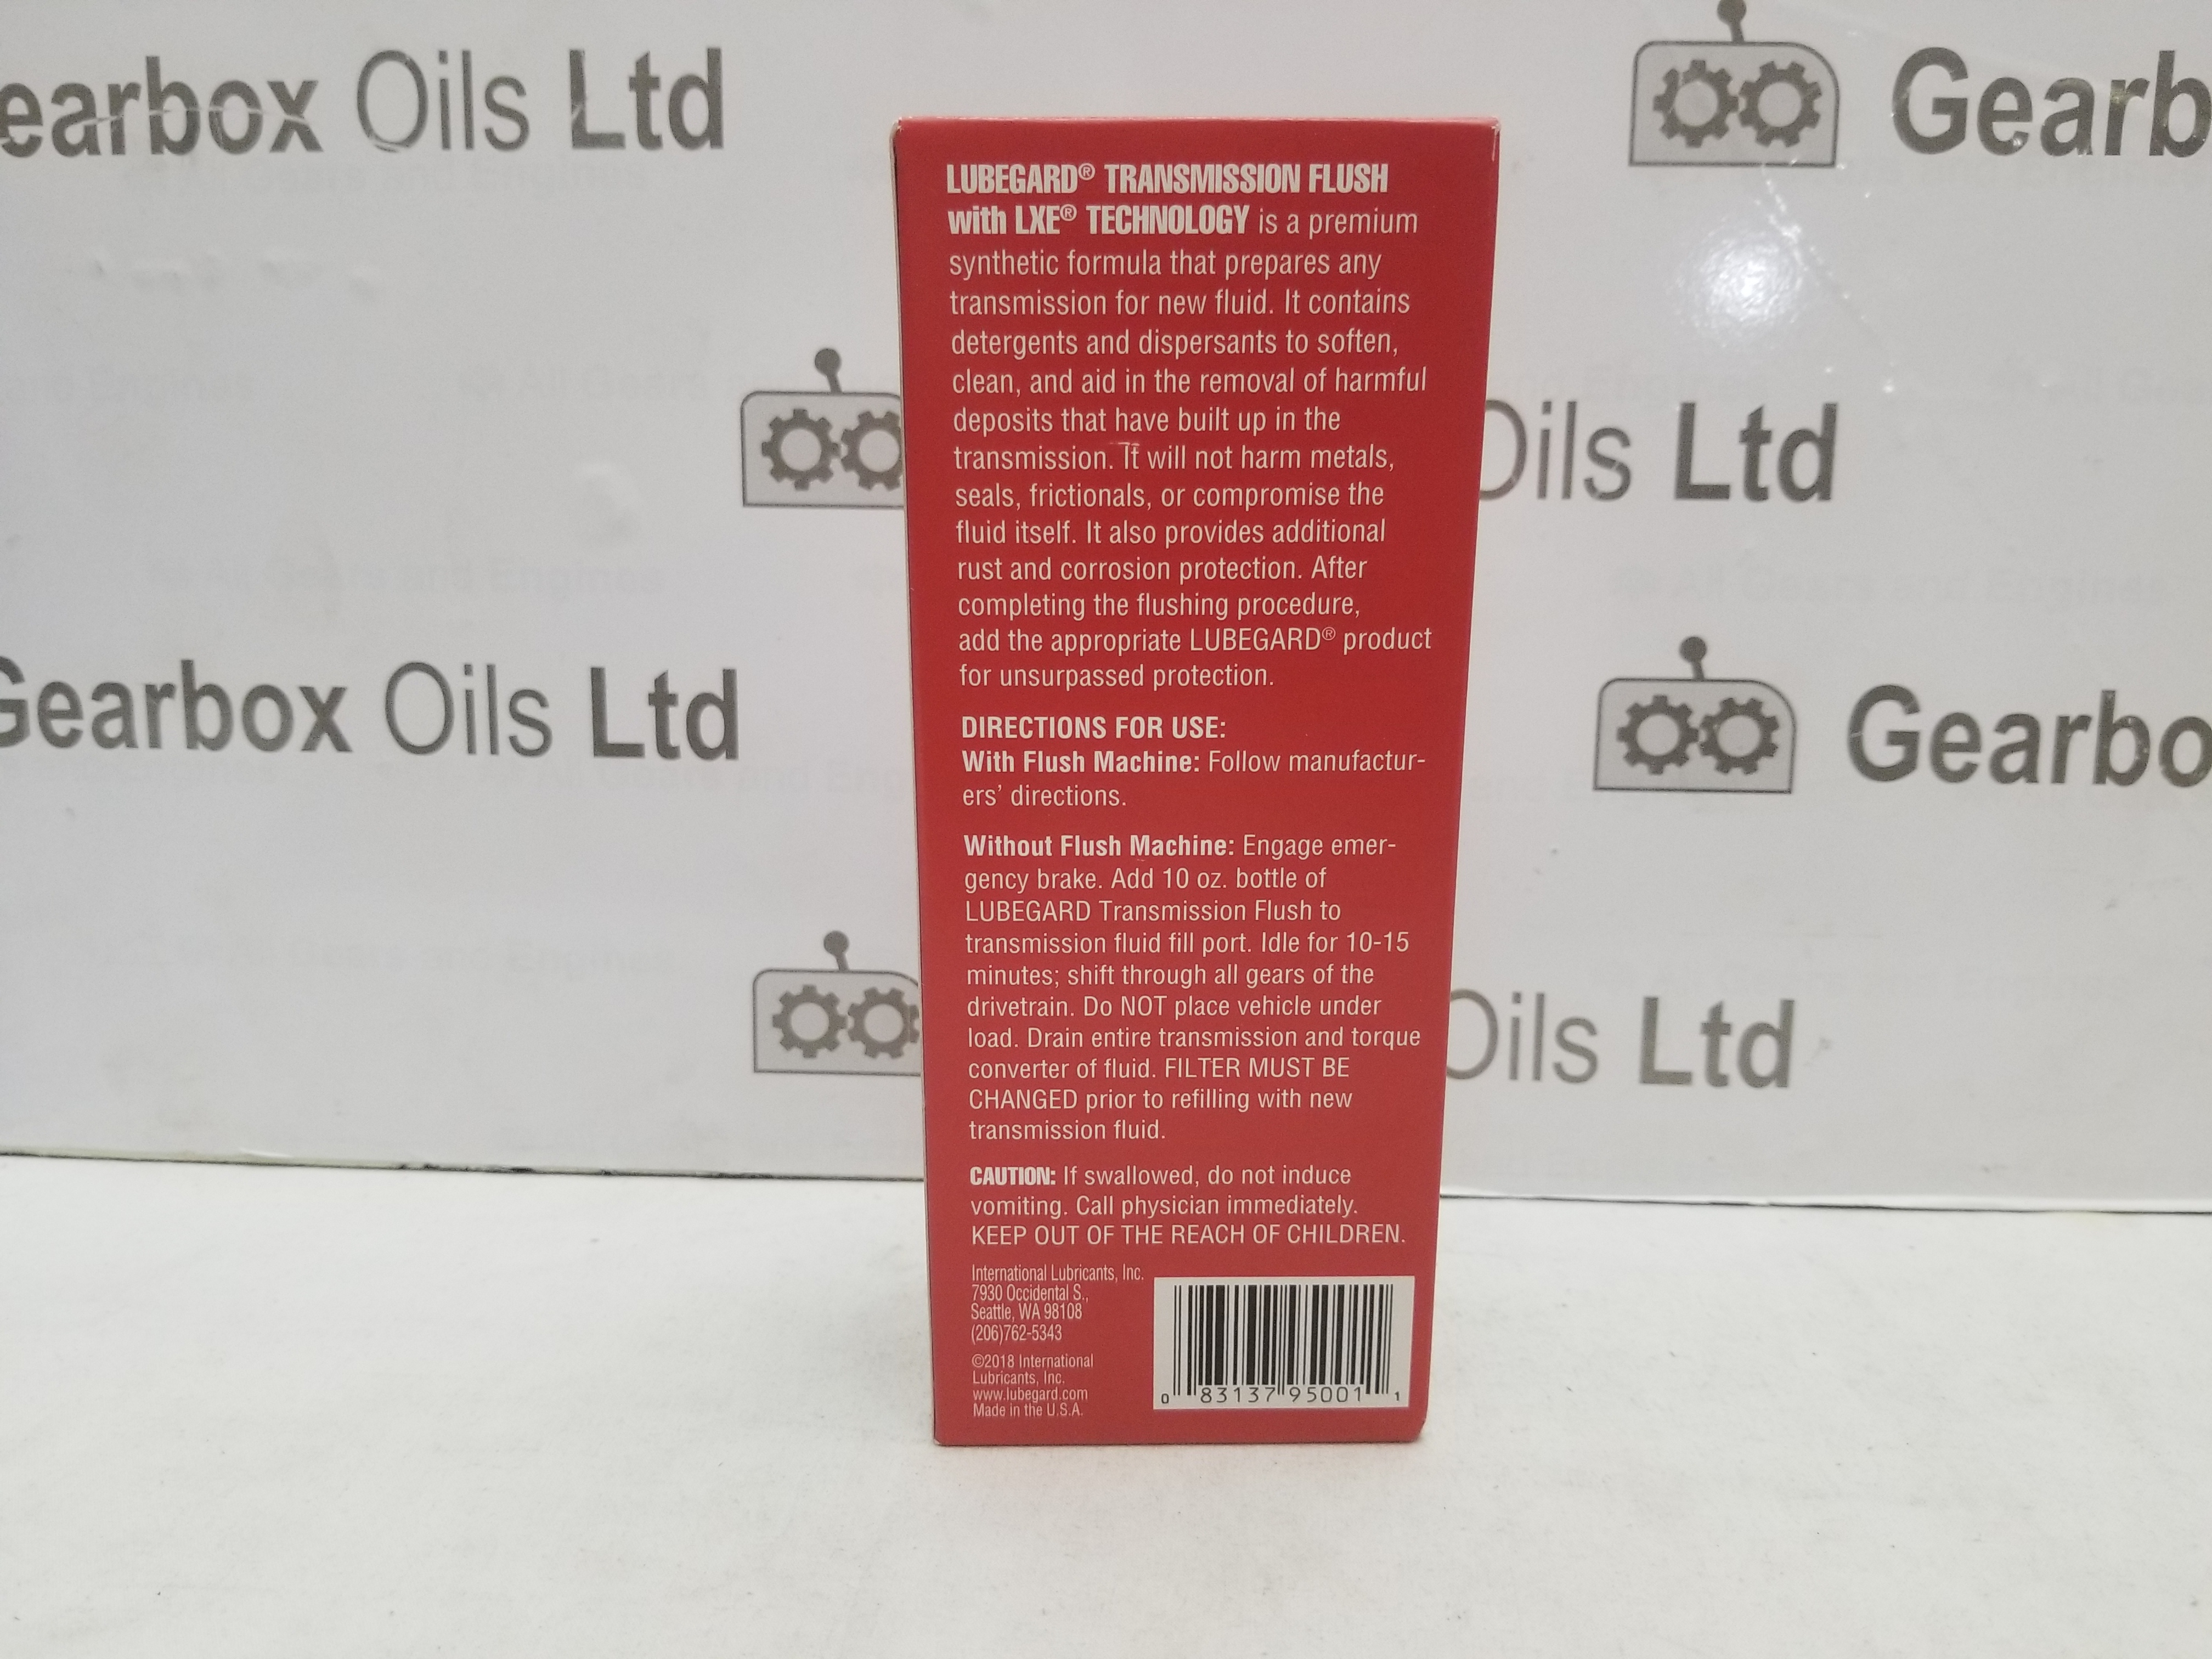 earbox Oils Ltd
Gearb
Oils Ltd
Gearbox Oils Ltd
Gearbo
Oils Ltd
LUBEGARD® TRANSMISSION FLUSH
with LXE® TECHNOLOGY is a premium
synthetic formula that prepares any
transmission for new fluid. It contains
detergents and dispersants to soften,
clean, and aid in the removal of harmful
deposits that have built up in the
transmission. It will not harm metals,
seals, frictionals, or compromise the
fluid itself. It also provides additional
rust and corrosion protection. After
completing the flushing procedure,
add the appropriate LUBEGARD® product
for unsurpassed protection.
DIRECTIONS FOR USE:
With Flush Machine: Follow manufactur-
ers’ directions.
Without Flush Machine: Engage emer-
gency brake. Add 10 oz. bottle of
LUBEGARD Transmission Flush to
transmission fluid fill port. Idle for 10-15
minutes; shift through all gears of the
drivetrain. Do NOT place vehicle under
load. Drain entire transmission and torque
converter of fluid. FILTER MUST BE
CHANGED prior to refilling with new
transmission fluid.
CAUTION: If swallowed, do not induce
vomiting. Call physician immediately.
KEEP OUT OF THE REACH OF CHILDREN.
International Lubricants, Inc.
7930 Occidental S.,
Seattle, WA 98108
(206)762-5343
©2018 International
Lubricants, Inc.
www.lubegard.com
Made in the U.S.A.
0 83137 95001 1